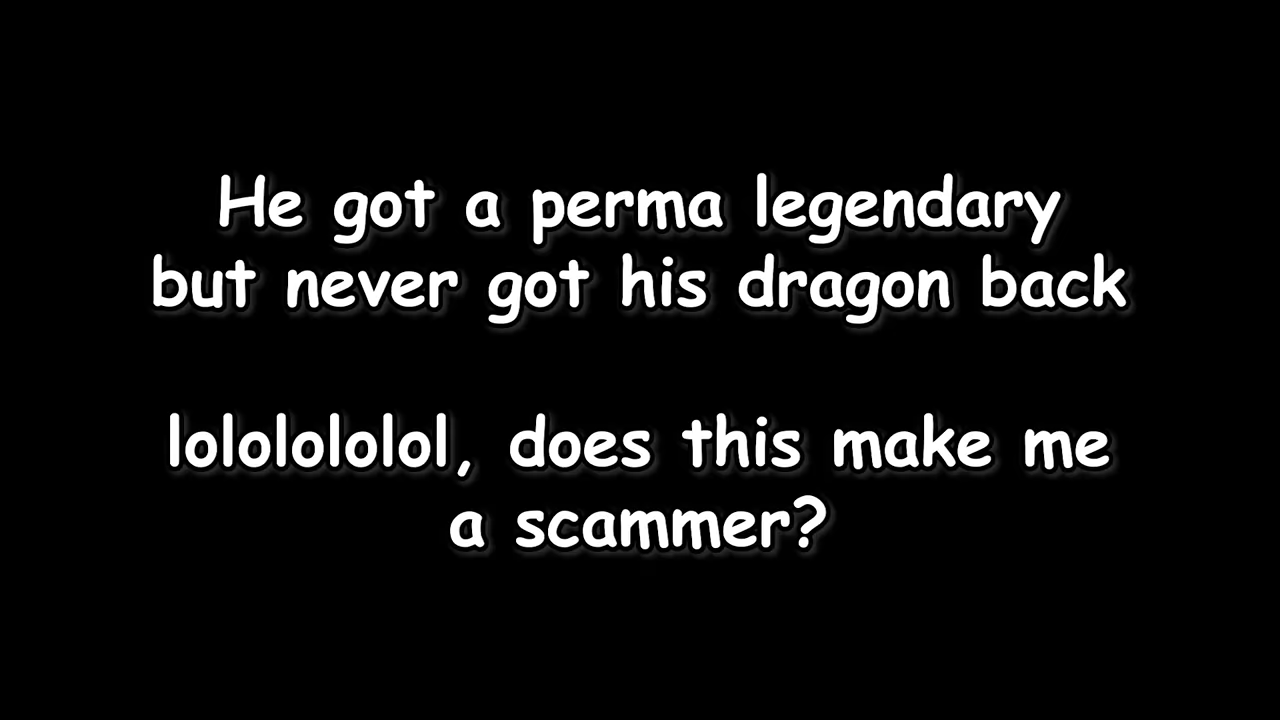 He got a perma legendary
but never got his dragon back
lolololololol, does this make me
a scammer?